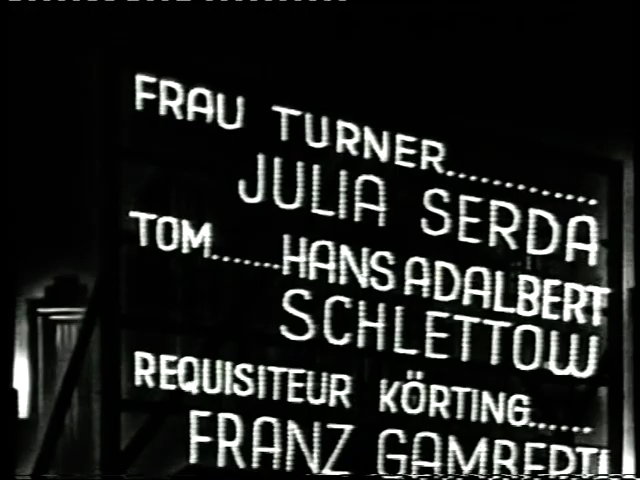 FRAU TURNER..............
JULIA SERDA
TOM.......HANS ADALBERT
SCHLETTOW
REQUISITEUR KÖRTING......
FRANZ